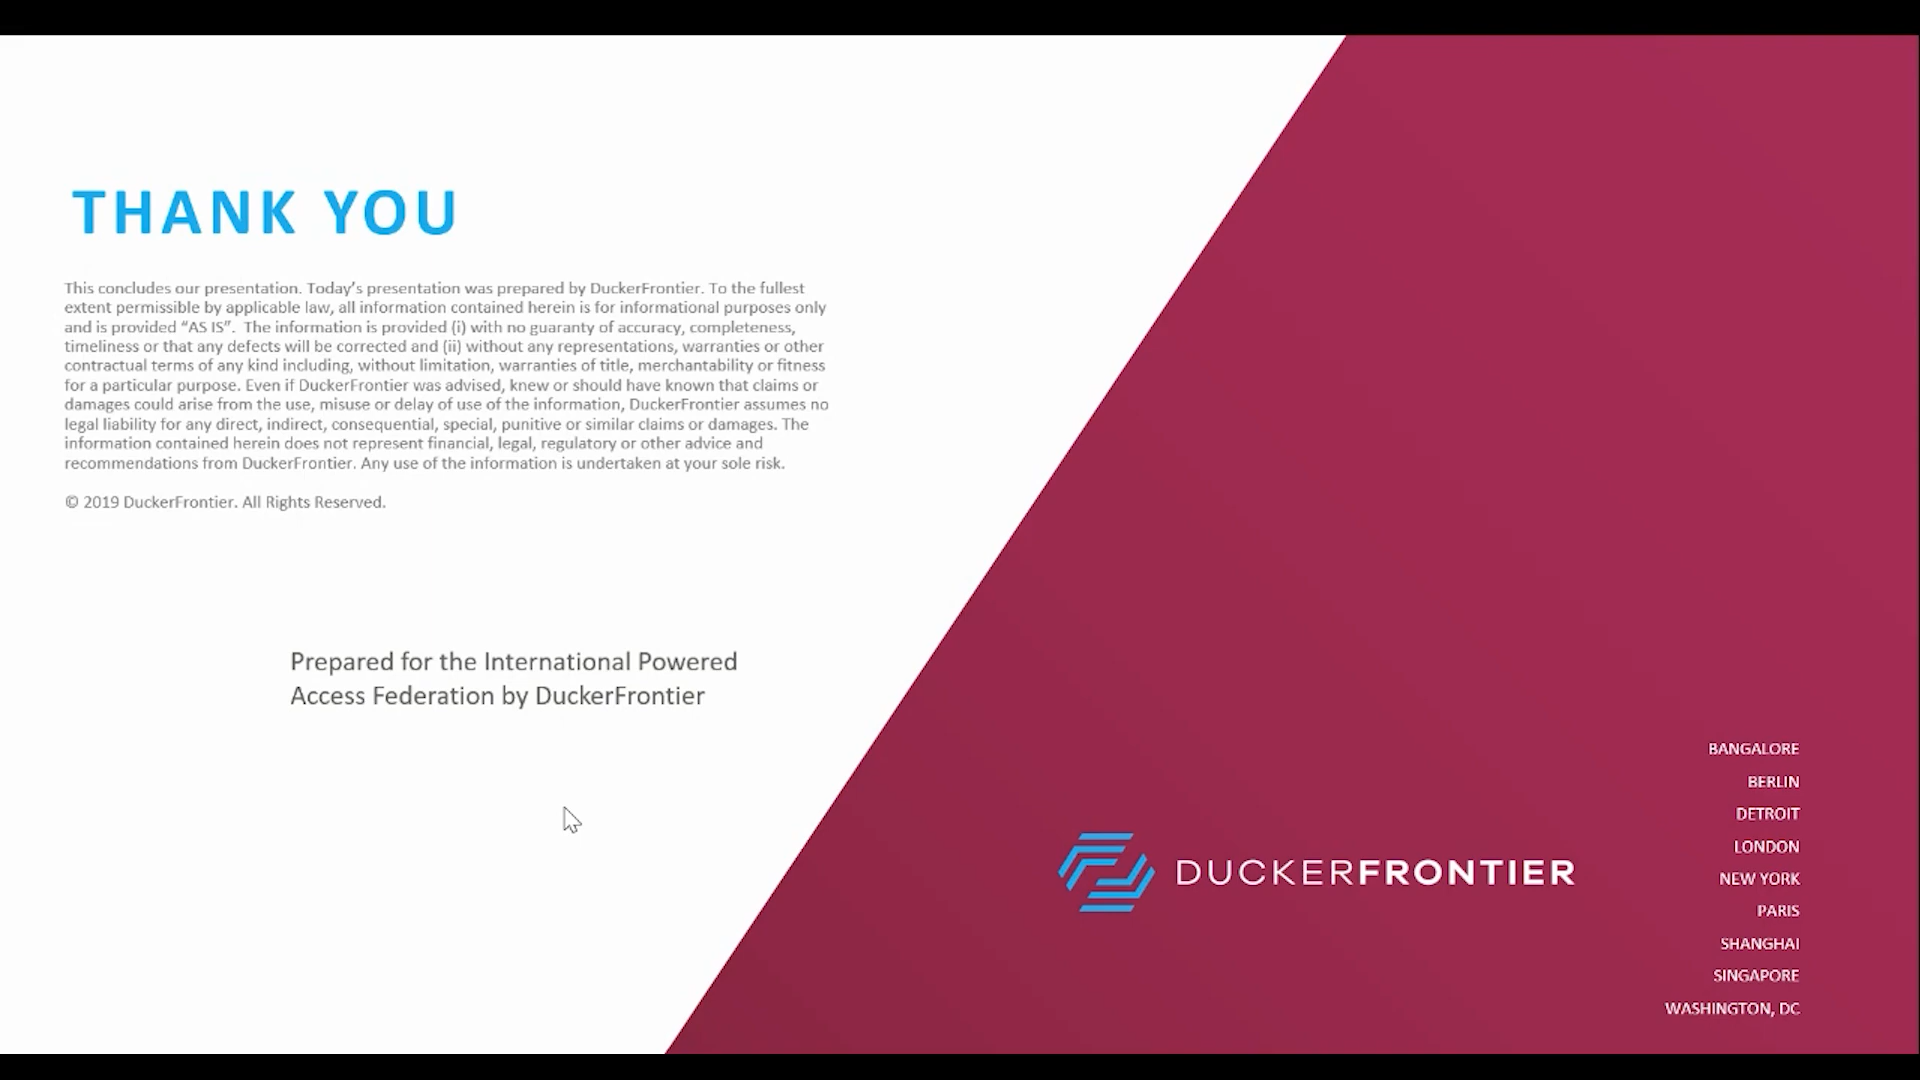 THANK YOU
This concludes our presentation. Today’s presentation was prepared by DuckerFrontier. To the fullest
extent permissible by applicable law, all information contained herein is for informational purposes only
and is provided “AS IS”.  The information is provided (i) with no guaranty of accuracy, completeness,
timeliness or that any defects will be corrected and (ii) without any representations, warranties or other
contractual terms of any kind including, without limitation, warranties of title, merchantability or fitness
for a particular purpose. Even if DuckerFrontier was advised, knew or should have known that claims or
damages could arise from the use, misuse or delay of use of the information, DuckerFrontier assumes no
legal liability for any direct, indirect, consequential, special, punitive or similar claims or damages. The
information contained herein does not represent financial, legal, regulatory or other advice and
recommendations from DuckerFrontier. Any use of the information is undertaken at your sole risk.
© 2019 DuckerFrontier. All Rights Reserved.
Prepared for the International Powered
Access Federation by DuckerFrontier
DUCKERFRONTIER
BANGALORE
BERLIN
DETROIT
LONDON
NEW YORK
PARIS
SHANGHAI
SINGAPORE
WASHINGTON, DC